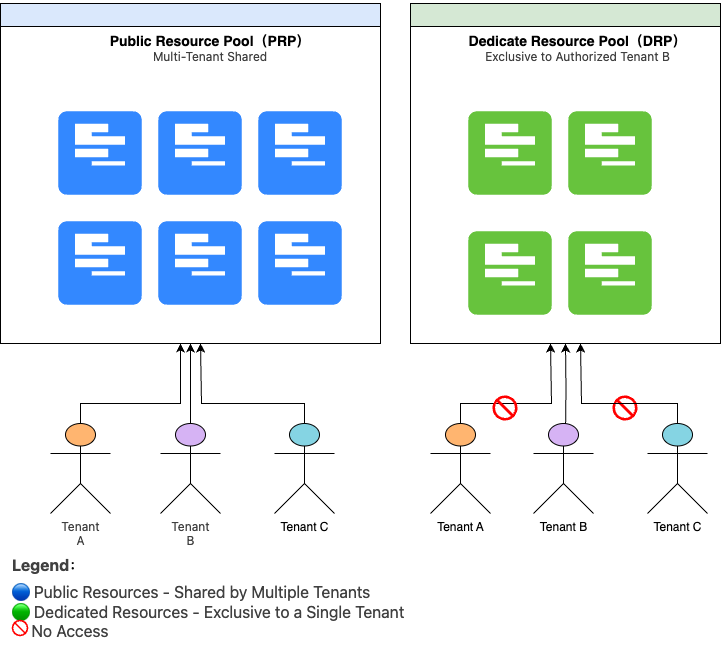 Public Resource Pool（PRP）
Multi-Tenant Shared
Dedicate Resource Pool（DRP）
Exclusive to Authorized Tenant B
Tenant
A
Tenant
B
Tenant C
Tenant A
Tenant B
Tenant C
Legend：
Public Resources - Shared by Multiple Tenants
Dedicated Resources - Exclusive to a Single Tenant
No Access